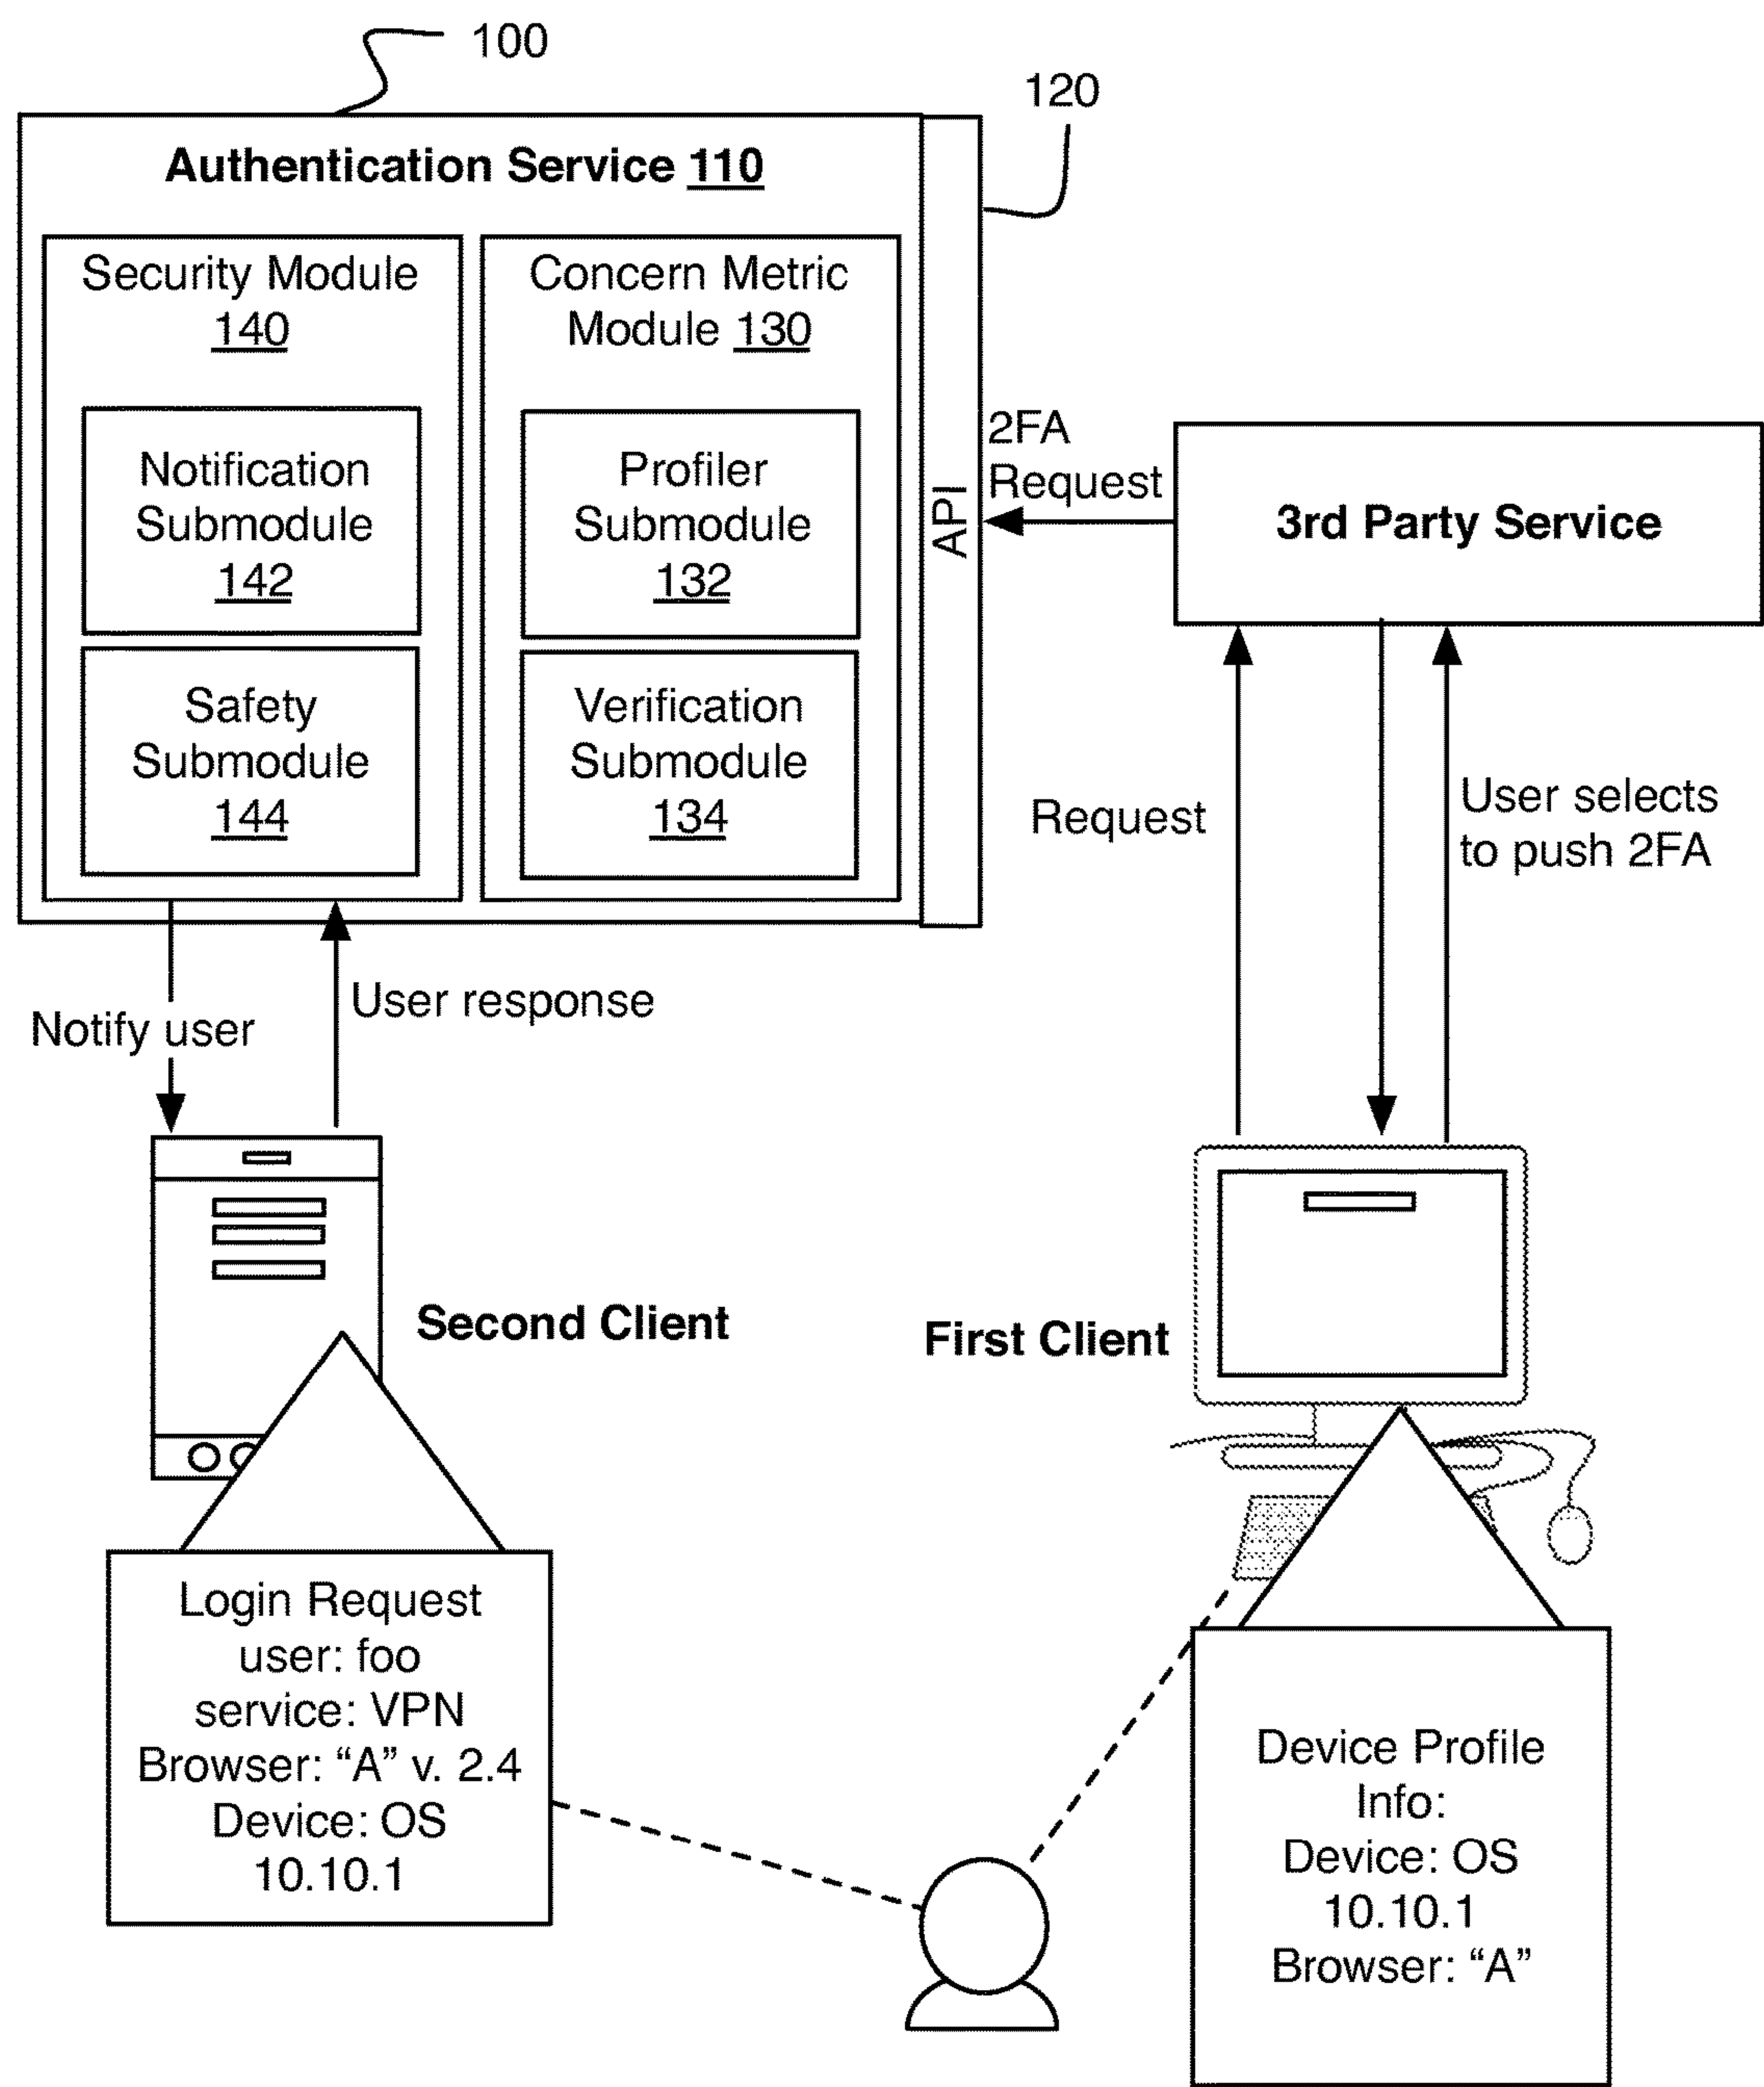 100
120
Authentication Service 110
Security Module
140
Notification
Submodule
142
Safety
Submodule
144
Concern Metric
Module 130
Profiler
Submodule
132
Verification
Submodule
134
API
2FA
Request
3rd Party Service
Request
User selects
to push 2FA
Notify user
User response
Second Client
First Client
Login Request
user: foo
service: VPN
Browser: “A” v. 2.4
Device: OS
10.10.1
Device Profile
Info:
Device: OS
10.10.1
Browser: “A”